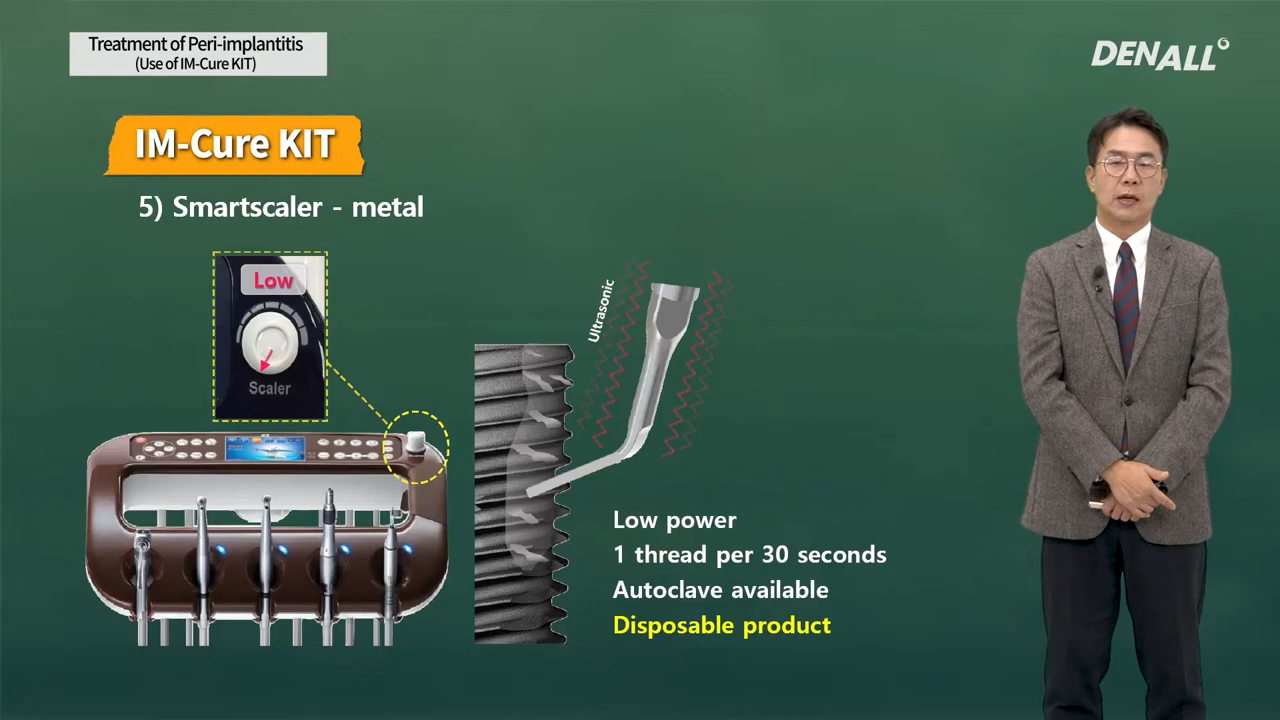 Treatment of Peri-implantitis
(Use of IM-Cure KIT)
DENALL
IM-Cure KIT
5) Smartscaler - metal
Low
Scaler
Ultrasonic
Low power
1 thread per 30 seconds
Autoclave available
Disposable product